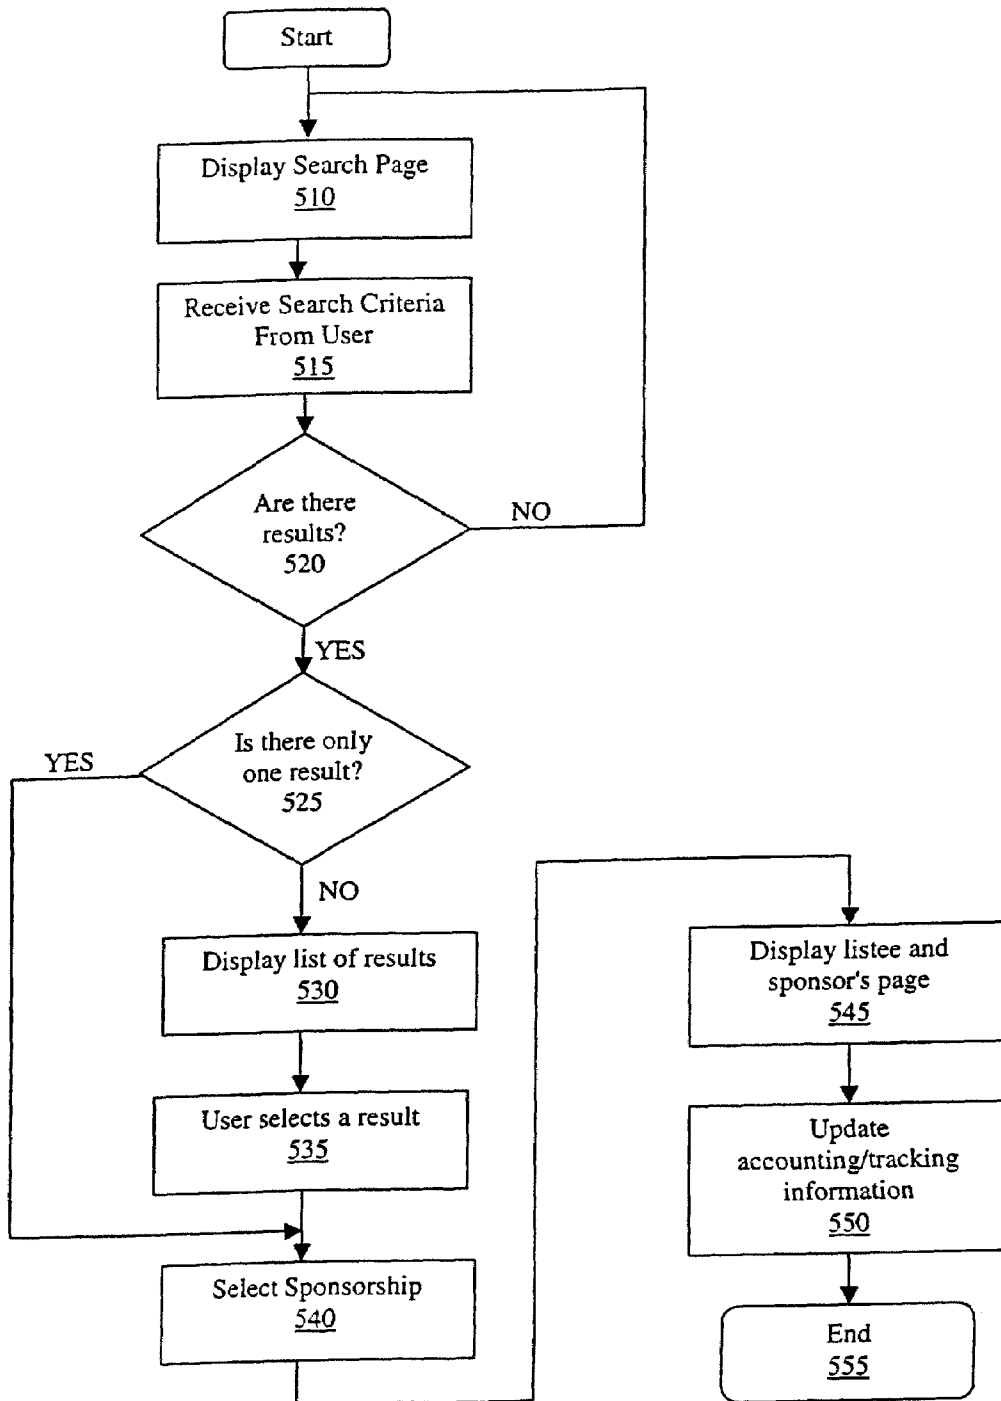 Start
Display Search Page
510
Receive Search Criteria
From User
515
Are there
results?
520
NO
YES
Is there only
one result?
525
YES
NO
Display list of results
530
User selects a result
535
Select Sponsorship
540
Display listee and
sponsor's page
545
Update
accounting/tracking
information
550
End
555